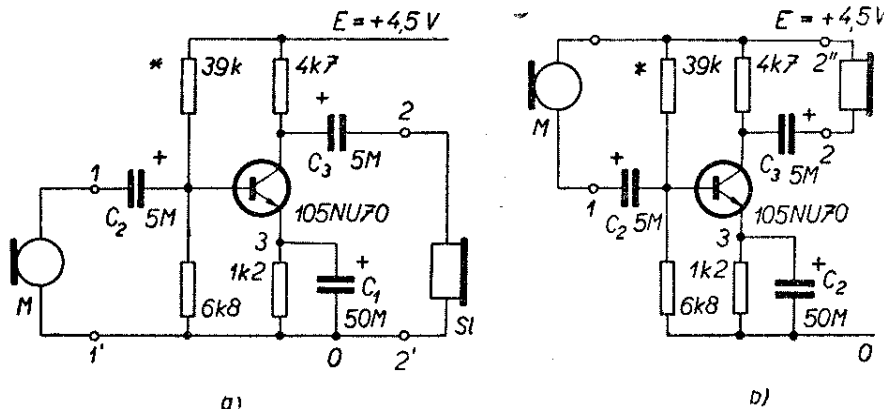 E = +4,5 V
* 39k 4k7
+ 2
C3 5M
1 +
C2 5M
105NU70
3
1k2 + C1
M 6k8 50M Sl
1' 0 2'
a)
E = +4,5 V
* 39k 4k7 2"
M
+ +
C3 5M 2
1 C2 5M
105NU70
3
1k2 + C2
6k8 50M
0
b)